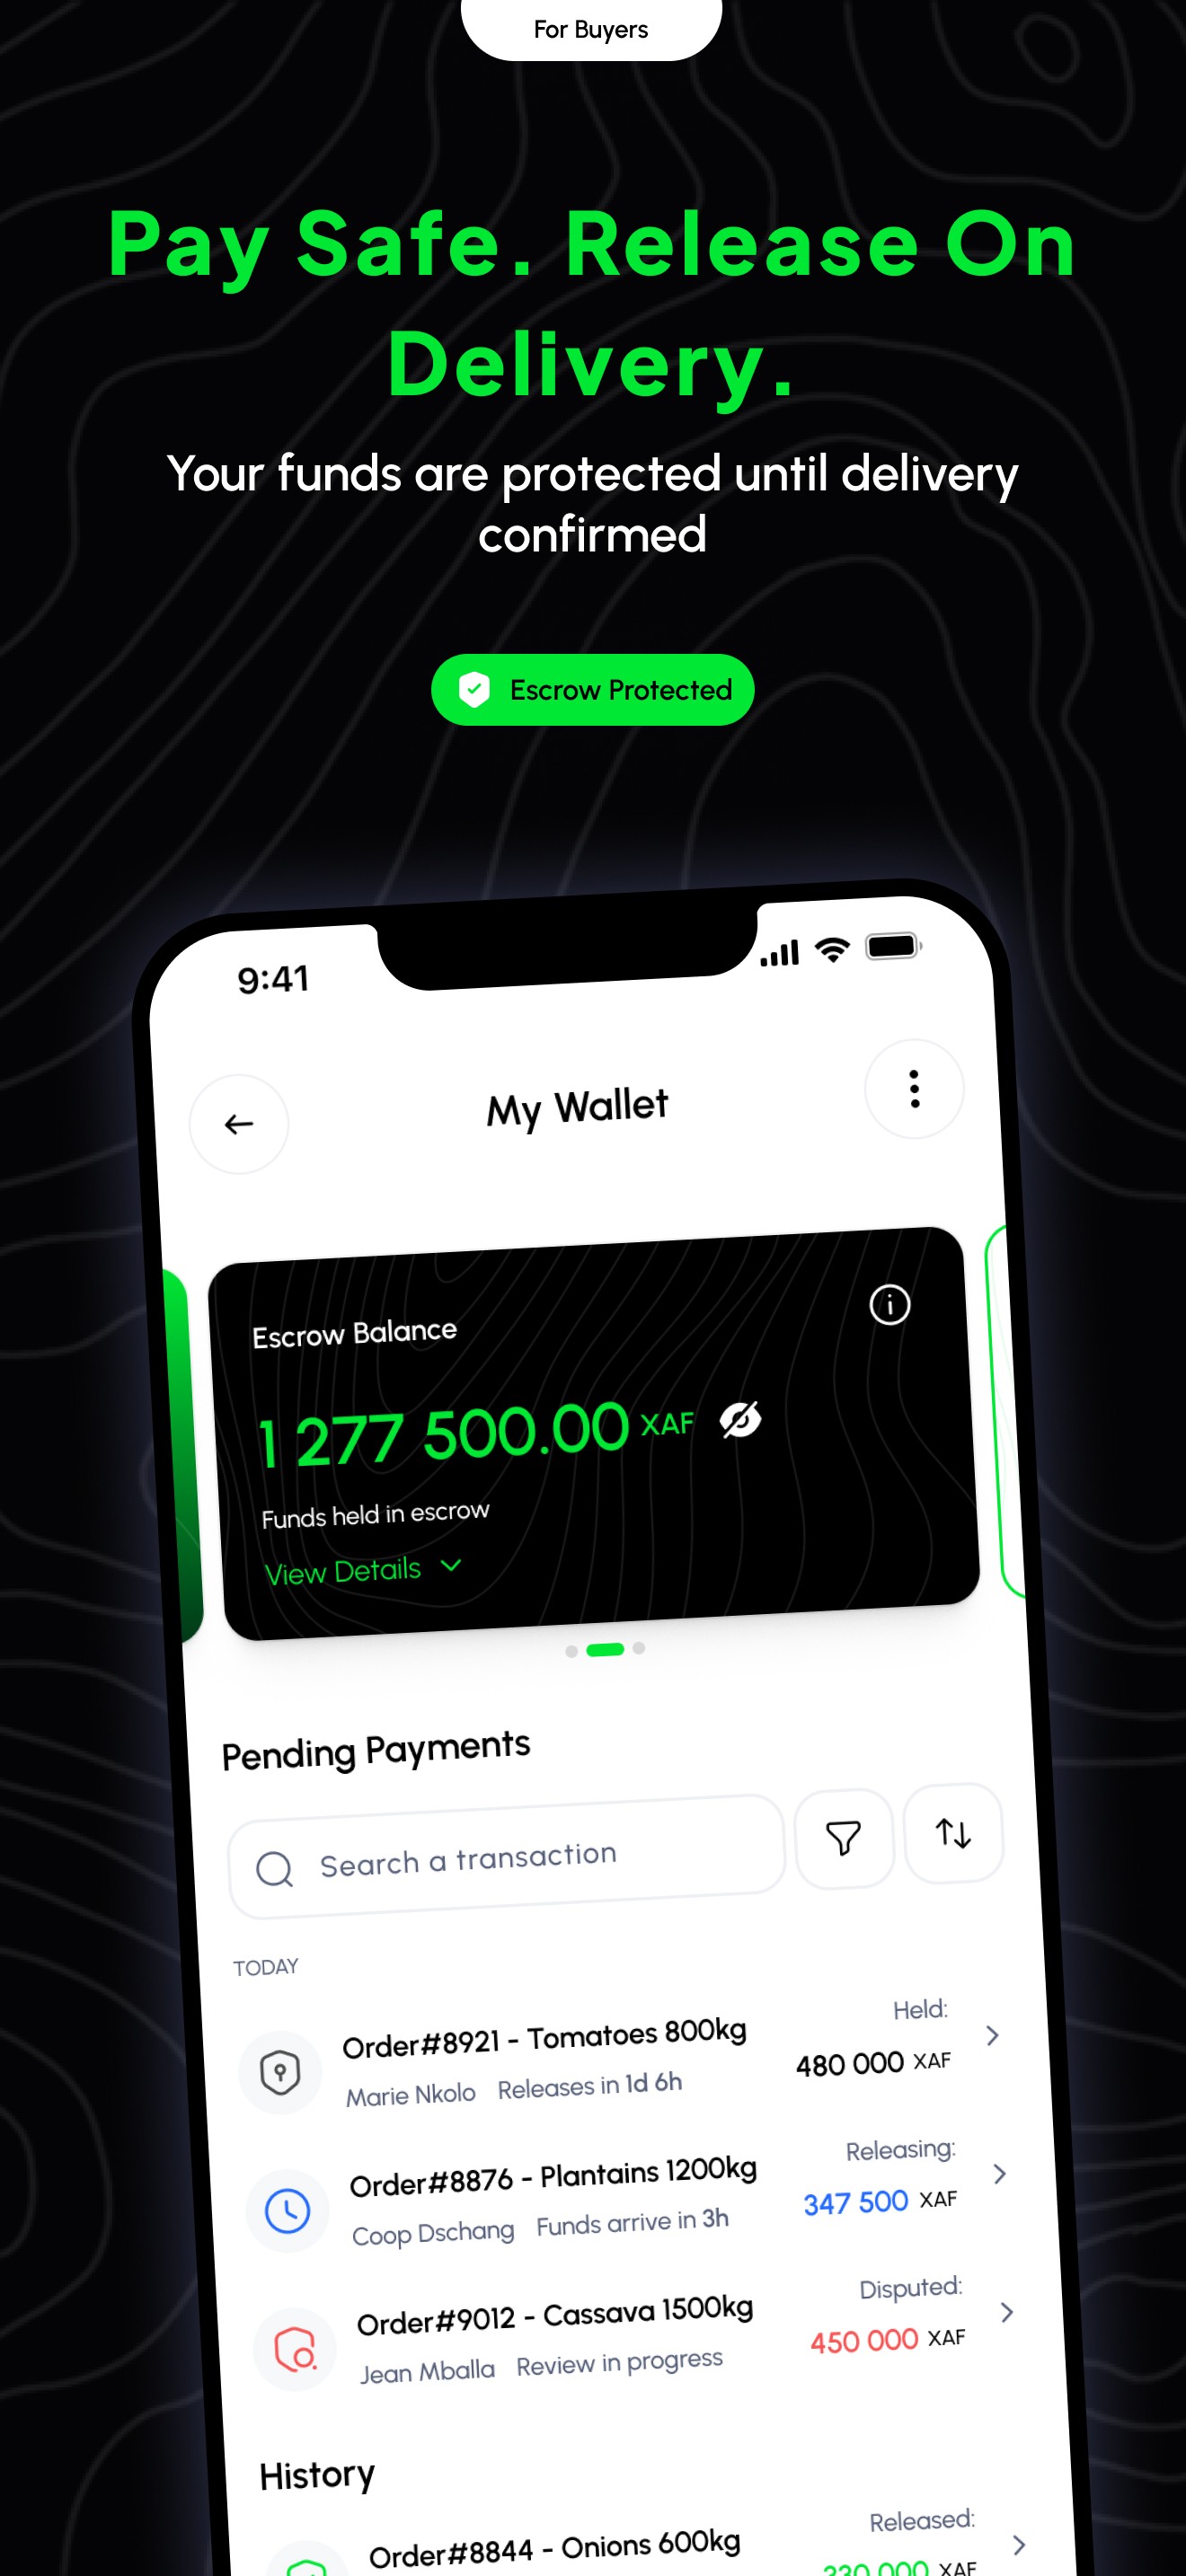 For Buyers
Pay Safe. Release On
Delivery.
Your funds are protected until delivery
confirmed
Escrow Protected
9:41
My Wallet
Escrow Balance
1 277 500.00 XAF
Funds held in escrow
View Details
Pending Payments
Search a transaction
TODAY
Order#8921 - Tomatoes 800kg
Held:
Marie Nkolo Releases in 1d 6h
480 000 XAF
Order#8876 - Plantains 1200kg
Releasing:
Coop Dschang Funds arrive in 3h
347 500 XAF
Order#9012 - Cassava 1500kg
Disputed:
Jean Mballa Review in progress
450 000 XAF
History
Order#8844 - Onions 600kg
Released:
XAF